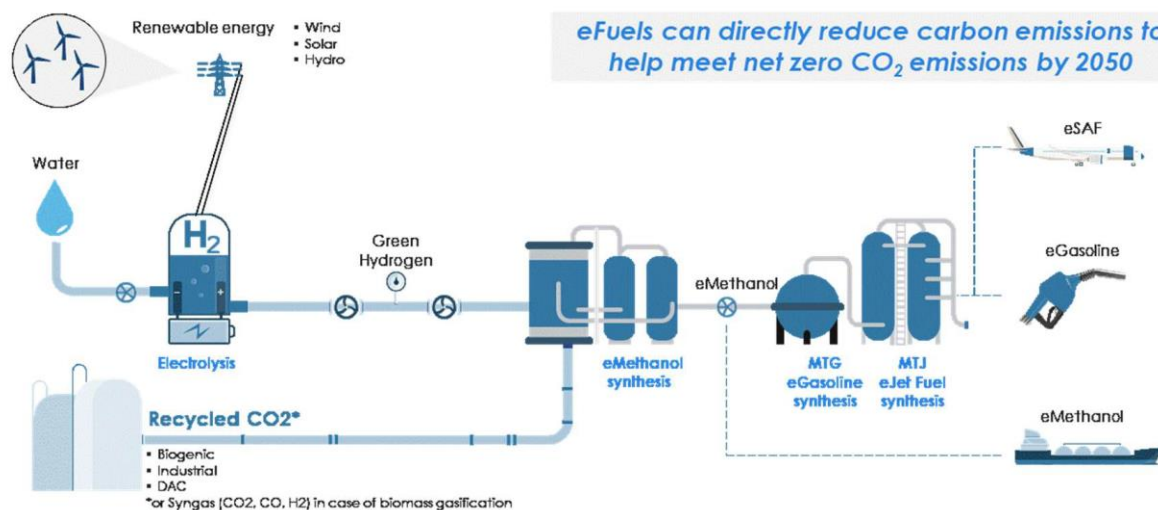 Renewable energy
▪ Wind
▪ Solar
▪ Hydro
eFuels can directly reduce carbon emissions to
help meet net zero CO₂ emissions by 2050
Water
H₂
Electrolysis
Green
Hydrogen
eMethanol
synthesis
eMethanol
MTG
eGasoline
synthesis
MTJ
eJet Fuel
synthesis
eSAF
eGasoline
eMethanol
Recycled CO2*
▪ Biogenic
▪ Industrial
▪ DAC
*or Syngas (CO2, CO, H2) in case of biomass gasification